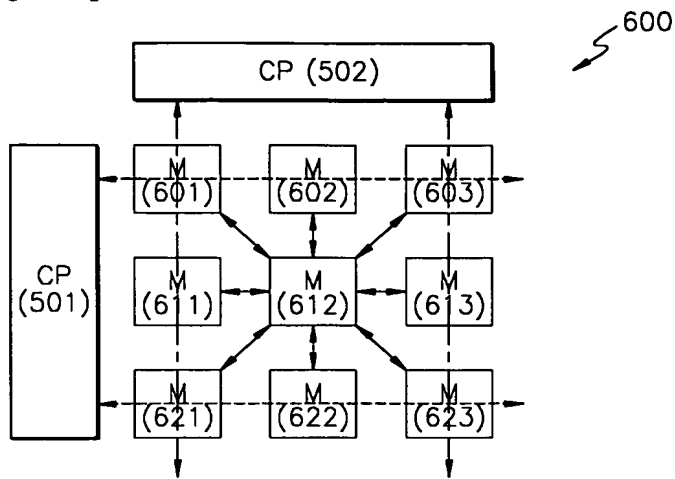 600
CP (502)
M
(601)
M
(602)
M
(603)
CP
(501)
M
(611)
M
(612)
M
(613)
M
(621)
M
(622)
M
(623)